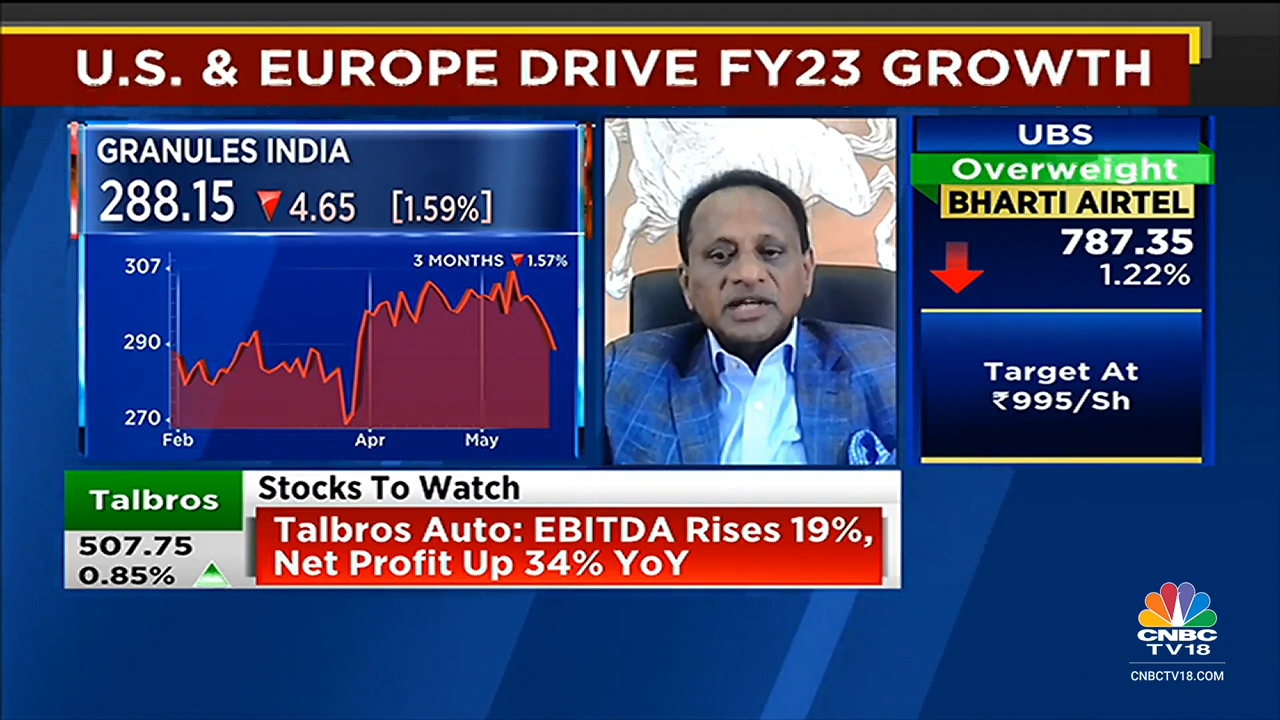 U.S. & EUROPE DRIVE FY23 GROWTH
GRANULES INDIA
288.15 4.65 [1.59%]
3 MONTHS 1.57%
307
290
270
Feb Apr May
UBS
Overweight
BHARTI AIRTEL
787.35
1.22%
Target At
₹995/Sh
Talbros
507.75
0.85%
Stocks To Watch
Talbros Auto: EBITDA Rises 19%,
Net Profit Up 34% YoY
CNBC
TV18
CNBCTV18.COM